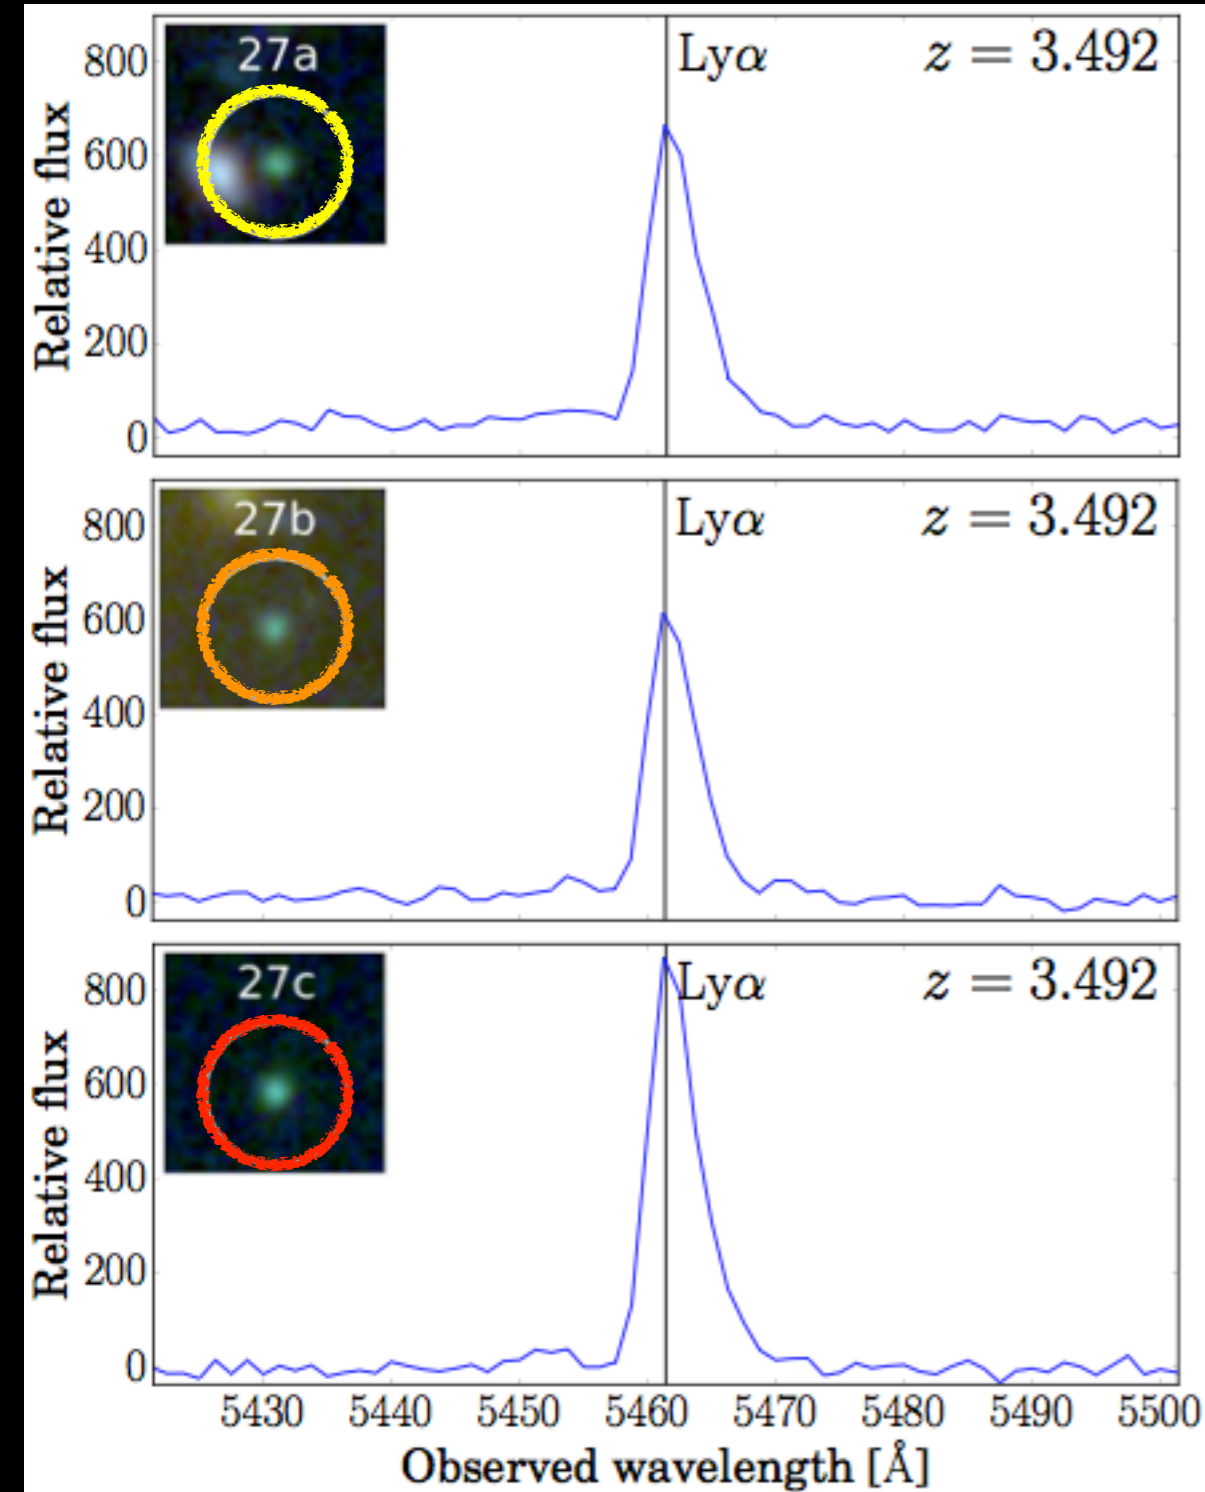 27a
Lyα z = 3.492
800
600
400
200
0
Relative flux
27b
Lyα z = 3.492
800
600
400
200
0
Relative flux
27c
Lyα z = 3.492
800
600
400
200
0
Relative flux
5430 5440 5450 5460 5470 5480 5490 5500
Observed wavelength [Å]